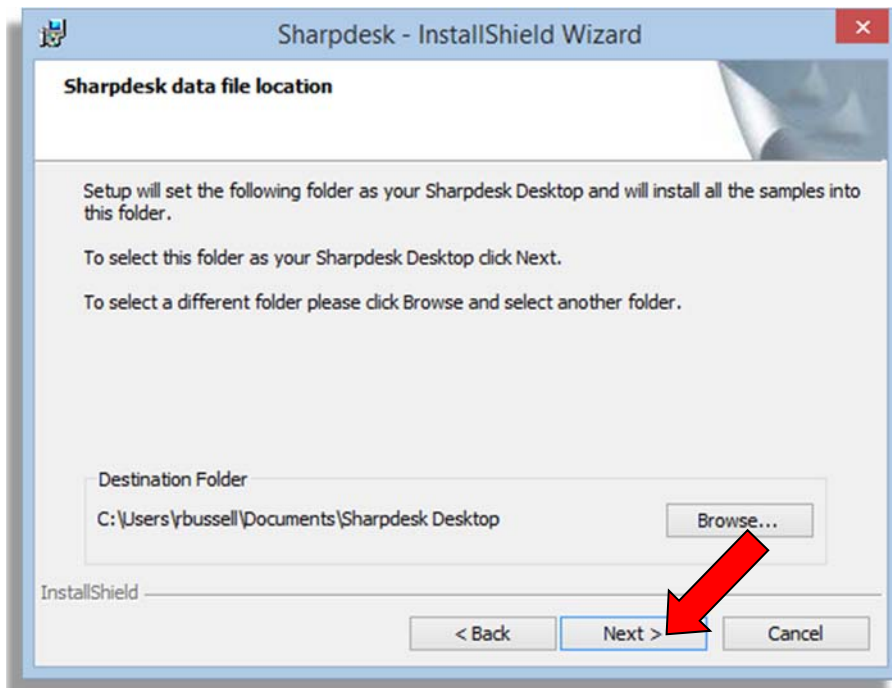 Sharpdesk - InstallShield Wizard
Sharpdesk data file location
Setup will set the following folder as your Sharpdesk Desktop and will install all the samples into
this folder.
To select this folder as your Sharpdesk Desktop click Next.
To select a different folder please click Browse and select another folder.
Destination Folder
C:\Users\rbussell\Documents\Sharpdesk Desktop
Browse...
InstallShield
< Back
Next >
Cancel